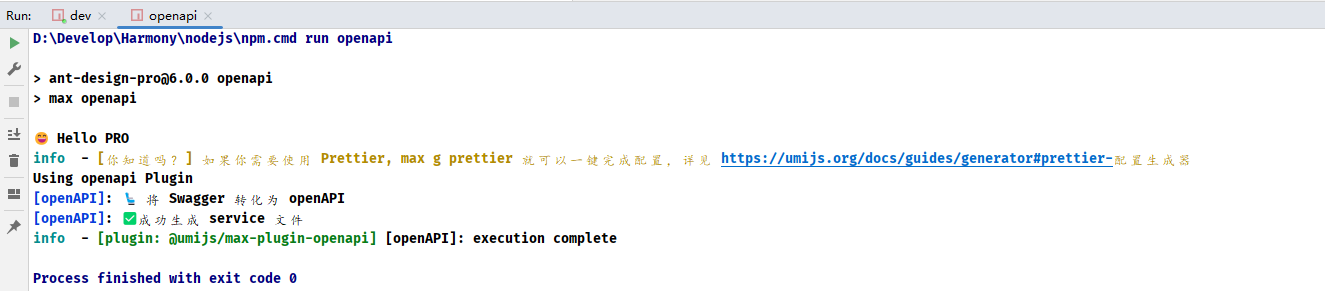 Run: dev openapi
D:\Develop\Harmony\nodejs\npm.cmd run openapi
> ant-design-pro@6.0.0 openapi
> max openapi
😄 Hello PRO
info  - [你知道吗？] 如果你需要使用 Prettier, max g prettier 就可以一键完成配置，详见 https://umijs.org/docs/guides/generator#prettier-配置生成器
Using openapi Plugin
[openAPI]: 💺 将 Swagger 转化为 openAPI
[openAPI]: ✅成功生成 service 文件
info  - [plugin: @umijs/max-plugin-openapi] [openAPI]: execution complete
Process finished with exit code 0